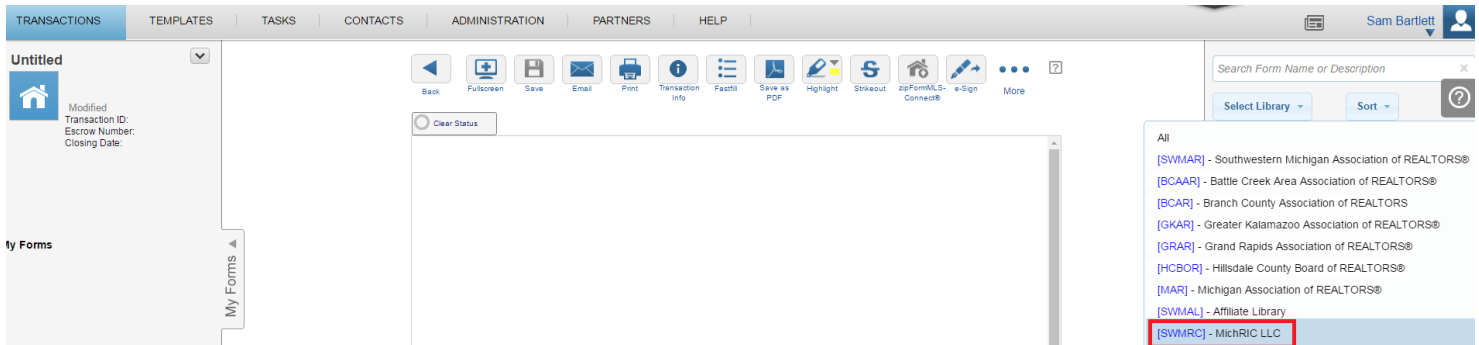 TRANSACTIONS TEMPLATES TASKS CONTACTS ADMINISTRATION PARTNERS HELP Sam Bartlett
Untitled
Modified
Transaction ID:
Escrow Number:
Closing Date:
My Forms
My Forms
Back Fullscreen Save Email Print Transaction Info Fastfill Save as PDF Highlight Strikeout zipFormMLS-Connect® e-Sign More ?
Clear Status
Search Form Name or Description ×
Select Library Sort ?
All
[SWMAR] - Southwestern Michigan Association of REALTORS®
[BCAAR] - Battle Creek Area Association of REALTORS®
[BCAR] - Branch County Association of REALTORS
[GKAR] - Greater Kalamazoo Association of REALTORS®
[GRAR] - Grand Rapids Association of REALTORS®
[HCBOR] - Hillsdale County Board of REALTORS®
[MAR] - Michigan Association of REALTORS®
[SWMAL] - Affiliate Library
[SWMRC] - MichRIC LLC